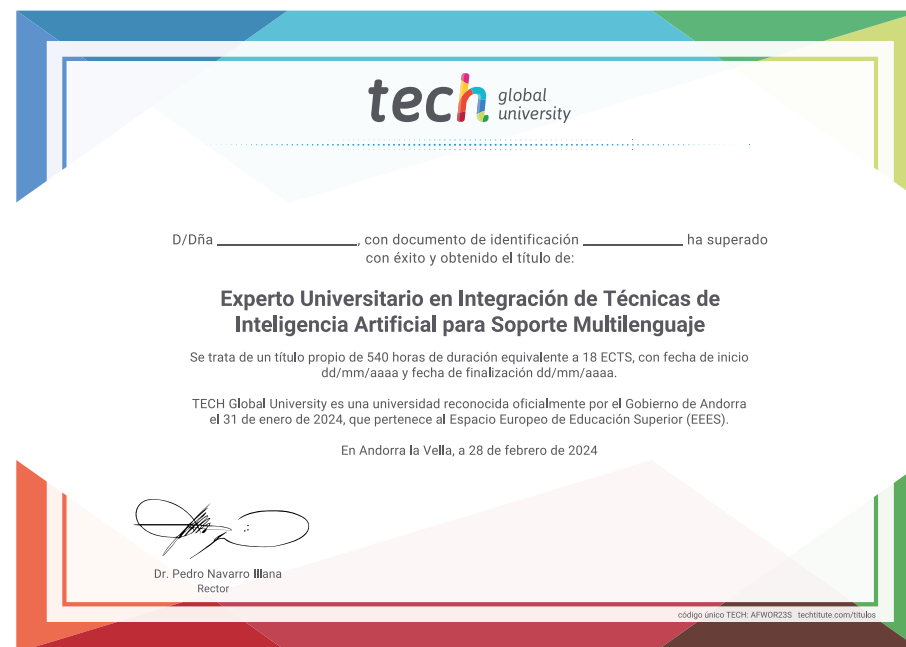 tech global university
D/Dña ____________________, con documento de identificación ______________ ha superado
con éxito y obtenido el título de:
Experto Universitario en Integración de Técnicas de
Inteligencia Artificial para Soporte Multilenguaje
Se trata de un título propio de 540 horas de duración equivalente a 18 ECTS, con fecha de inicio
dd/mm/aaaa y fecha de finalización dd/mm/aaaa.
TECH Global University es una universidad reconocida oficialmente por el Gobierno de Andorra
el 31 de enero de 2024, que pertenece al Espacio Europeo de Educación Superior (EEES).
En Andorra la Vella, a 28 de febrero de 2024
Dr. Pedro Navarro Illana
Rector
código único TECH: AFWOR23S techtitute.com/titulos